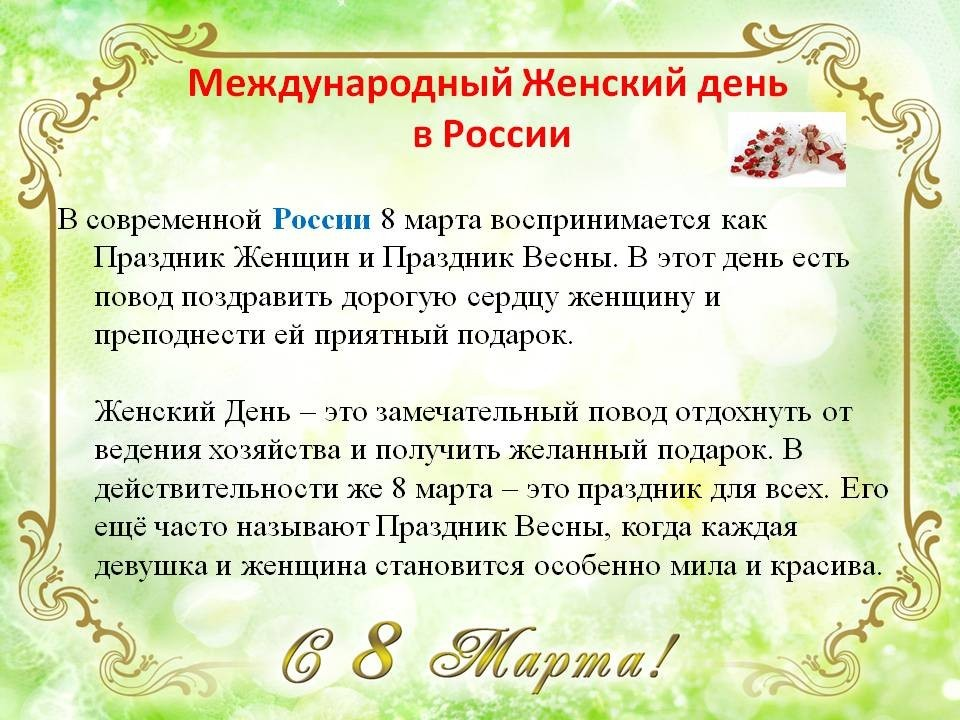 Международный Женский день
в России
В современной России 8 марта воспринимается как
Праздник Женщин и Праздник Весны. В этот день есть
повод поздравить дорогую сердцу женщину и
преподнести ей приятный подарок.
Женский День – это замечательный повод отдохнуть от
ведения хозяйства и получить желанный подарок. В
действительности же 8 марта – это праздник для всех. Его
ещё часто называют Праздник Весны, когда каждая
девушка и женщина становится особенно мила и красива.
С 8 Марта!